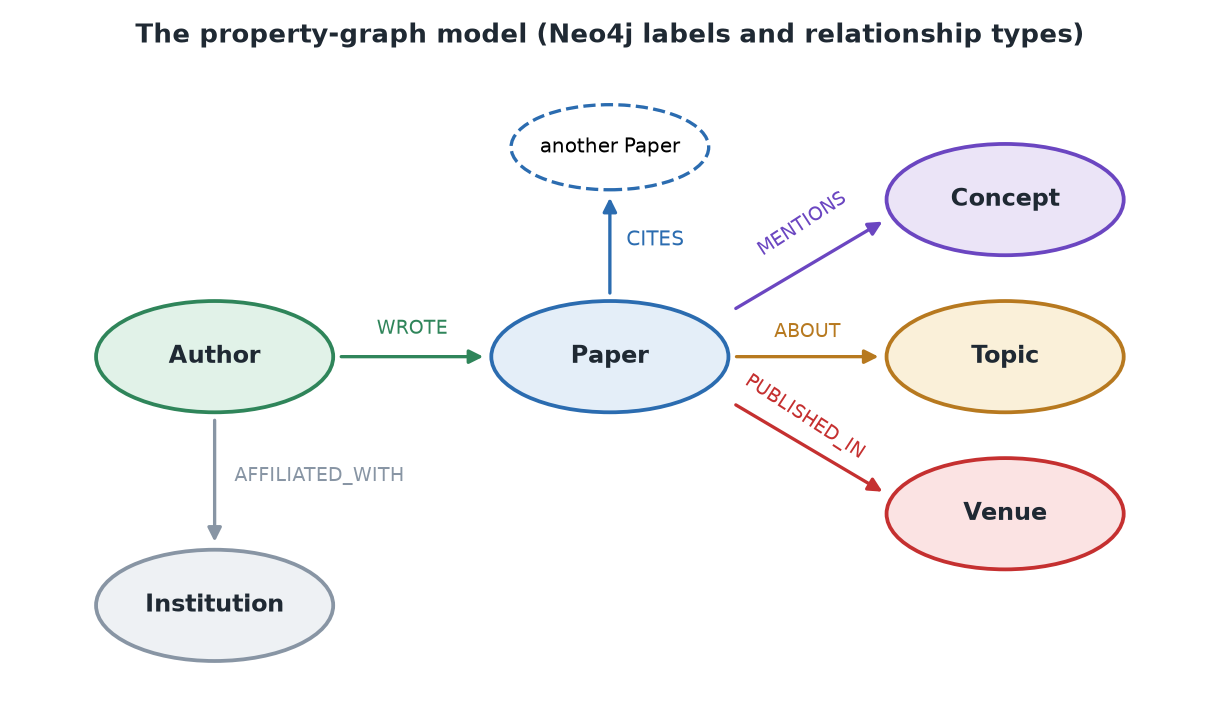 The property-graph model (Neo4j labels and relationship types)
another Paper
CITES
MENTIONS
Concept
Author
WROTE
Paper
ABOUT
Topic
PUBLISHED_IN
AFFILIATED_WITH
Venue
Institution